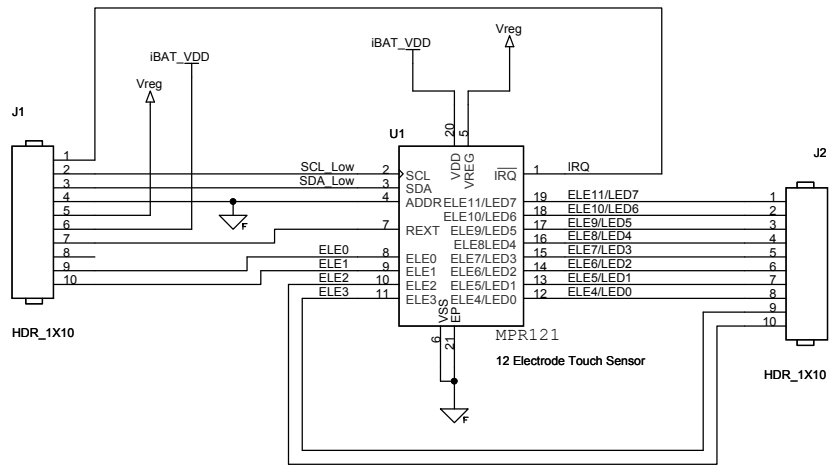 iBAT_VDD
Vreg
J1
1
2
3
4
5
6
7
8
9
10
HDR_1X10
SCL_Low
SDA_Low
F
ELE0
ELE1
ELE2
ELE3
iBAT_VDD
Vreg
U1
20
5
VDD
VREG
2
3
4
7
8
9
10
11
SCL
SDA
ADDR
REXT
ELE0
ELE1
ELE2
ELE3
IRQ
ELE11/LED7
ELE10/LED6
ELE9/LED5
ELE8LED4
ELE7/LED3
ELE6/LED2
ELE5/LED1
ELE4/LED0
VSS
EP
6
21
F
MPR121
12 Electrode Touch Sensor
1 IRQ
19 ELE11/LED7
18 ELE10/LED6
17 ELE9/LED5
16 ELE8/LED4
15 ELE7/LED3
14 ELE6/LED2
13 ELE5/LED1
12 ELE4/LED0
J2
1
2
3
4
5
6
7
8
9
10
HDR_1X10